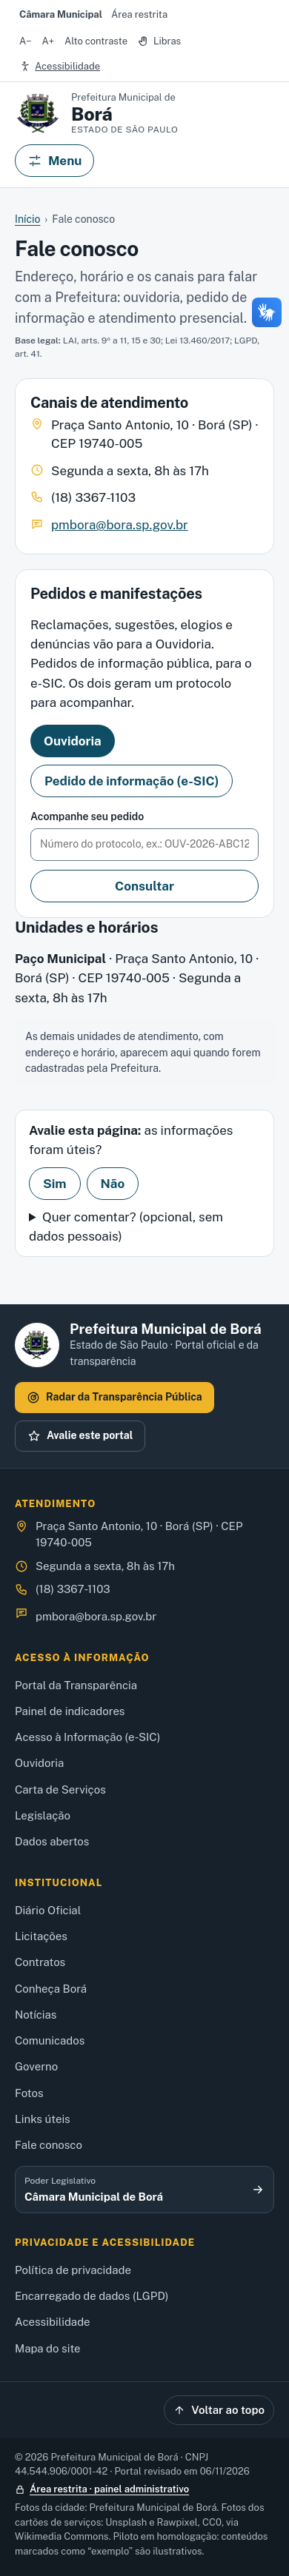 Câmara Municipal Área restrita
A− A+ Alto contraste Libras
Acessibilidade
Prefeitura Municipal de
Borá
ESTADO DE SÃO PAULO
Menu
Início › Fale conosco
Fale conosco
Endereço, horário e os canais para falar
com a Prefeitura: ouvidoria, pedido de
informação e atendimento presencial.
Base legal: LAI, arts. 9º a 11, 15 e 30; Lei 13.460/2017; LGPD,
art. 41.
Canais de atendimento
Praça Santo Antonio, 10 · Borá (SP) ·
CEP 19740-005
Segunda a sexta, 8h às 17h
(18) 3367-1103
pmbora@bora.sp.gov.br
Pedidos e manifestações
Reclamações, sugestões, elogios e
denúncias vão para a Ouvidoria.
Pedidos de informação pública, para o
e-SIC. Os dois geram um protocolo
para acompanhar.
Ouvidoria
Pedido de informação (e-SIC)
Acompanhe seu pedido
Número do protocolo, ex.: OUV-2026-ABC12
Consultar
Unidades e horários
Paço Municipal · Praça Santo Antonio, 10 ·
Borá (SP) · CEP 19740-005 · Segunda a
sexta, 8h às 17h
As demais unidades de atendimento, com
endereço e horário, aparecem aqui quando forem
cadastradas pela Prefeitura.
Avalie esta página: as informações
foram úteis?
Sim Não
Quer comentar? (opcional, sem
dados pessoais)
Prefeitura Municipal de Borá
Estado de São Paulo · Portal oficial e da
transparência
Radar da Transparência Pública
Avalie este portal
ATENDIMENTO
Praça Santo Antonio, 10 · Borá (SP) · CEP
19740-005
Segunda a sexta, 8h às 17h
(18) 3367-1103
pmbora@bora.sp.gov.br
ACESSO À INFORMAÇÃO
Portal da Transparência
Painel de indicadores
Acesso à Informação (e-SIC)
Ouvidoria
Carta de Serviços
Legislação
Dados abertos
INSTITUCIONAL
Diário Oficial
Licitações
Contratos
Conheça Borá
Notícias
Comunicados
Governo
Fotos
Links úteis
Fale conosco
Poder Legislativo
Câmara Municipal de Borá
PRIVACIDADE E ACESSIBILIDADE
Política de privacidade
Encarregado de dados (LGPD)
Acessibilidade
Mapa do site
Voltar ao topo
© 2026 Prefeitura Municipal de Borá · CNPJ
44.544.906/0001-42 · Portal revisado em 06/11/2026
Área restrita · painel administrativo
Fotos da cidade: Prefeitura Municipal de Borá. Fotos dos
cartões de serviços: Unsplash e Rawpixel, CC0, via
Wikimedia Commons. Piloto em homologação: conteúdos
marcados como “exemplo” são ilustrativos.